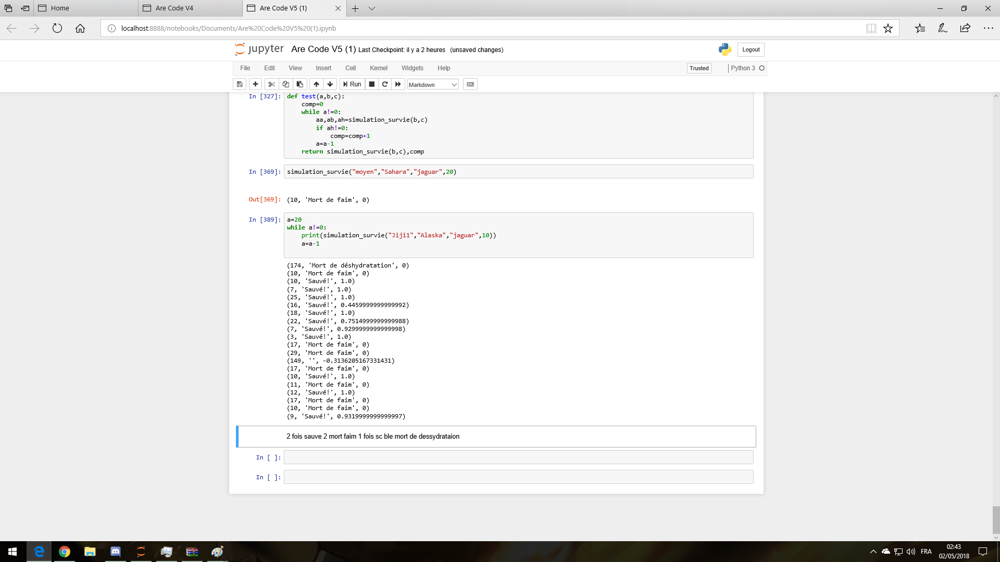 Home
Are Code V4
Are Code V5 (1)
localhost:8888/notebooks/Documents/Are%20Code%20V5%20(1).ipynb
jupyter Are Code V5 (1) Last Checkpoint: il y a 2 heures (unsaved changes)
Logout
File Edit View Insert Cell Kernel Widgets Help
Trusted
Python 3
Run
Markdown
In [327]: def test(a,b,c):
    comp=0
    while a!=0:
        aa,ab,ah=simulation_survie(b,c)
        if ah!=0:
            comp=comp+1
        a=a-1
    return simulation_survie(b,c),comp
In [369]: simulation_survie("moyen","Sahara","jaguar",20)
Out[369]: (10, 'Mort de faim', 0)
In [389]: a=20
while a!=0:
    print(simulation_survie("Jiji1","Alaska","jaguar",10))
    a=a-1
(174, 'Mort de déshydratation', 0)
(10, 'Mort de faim', 0)
(10, 'Sauvé!', 1.0)
(7, 'Sauvé!', 1.0)
(25, 'Sauvé!', 1.0)
(16, 'Sauvé!', 0.4459999999999992)
(18, 'Sauvé!', 1.0)
(22, 'Sauvé!', 0.7514999999999988)
(7, 'Sauvé!', 0.9299999999999998)
(3, 'Sauvé!', 1.0)
(17, 'Mort de faim', 0)
(29, 'Mort de faim', 0)
(149, '', -0.3136205167331431)
(17, 'Mort de faim', 0)
(10, 'Sauvé!', 1.0)
(11, 'Mort de faim', 0)
(12, 'Sauvé!', 1.0)
(17, 'Mort de faim', 0)
(10, 'Mort de faim', 0)
(9, 'Sauvé!', 0.9319999999999997)
2 fois sauve 2 mort faim 1 fois sc ble mort de dessydrataion
In [ ]:
In [ ]:
FRA
02:43
02/05/2018